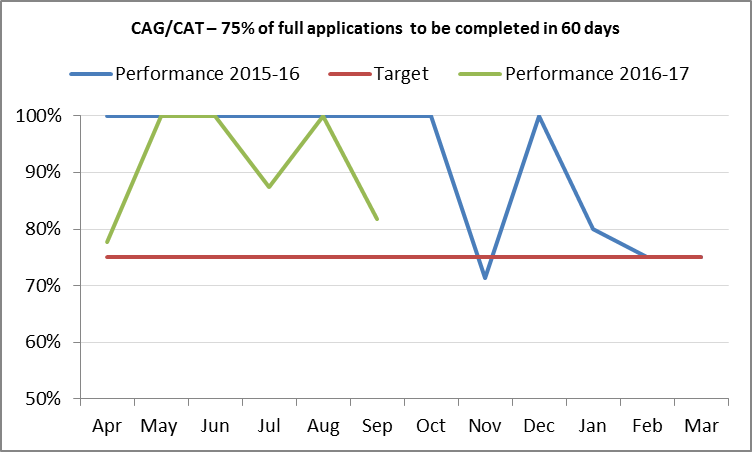 CAG/CAT – 75% of full applications to be completed in 60 days
Performance 2015-16 Target Performance 2016-17
100%
90%
80%
70%
60%
50%
Apr May Jun Jul Aug Sep Oct Nov Dec Jan Feb Mar